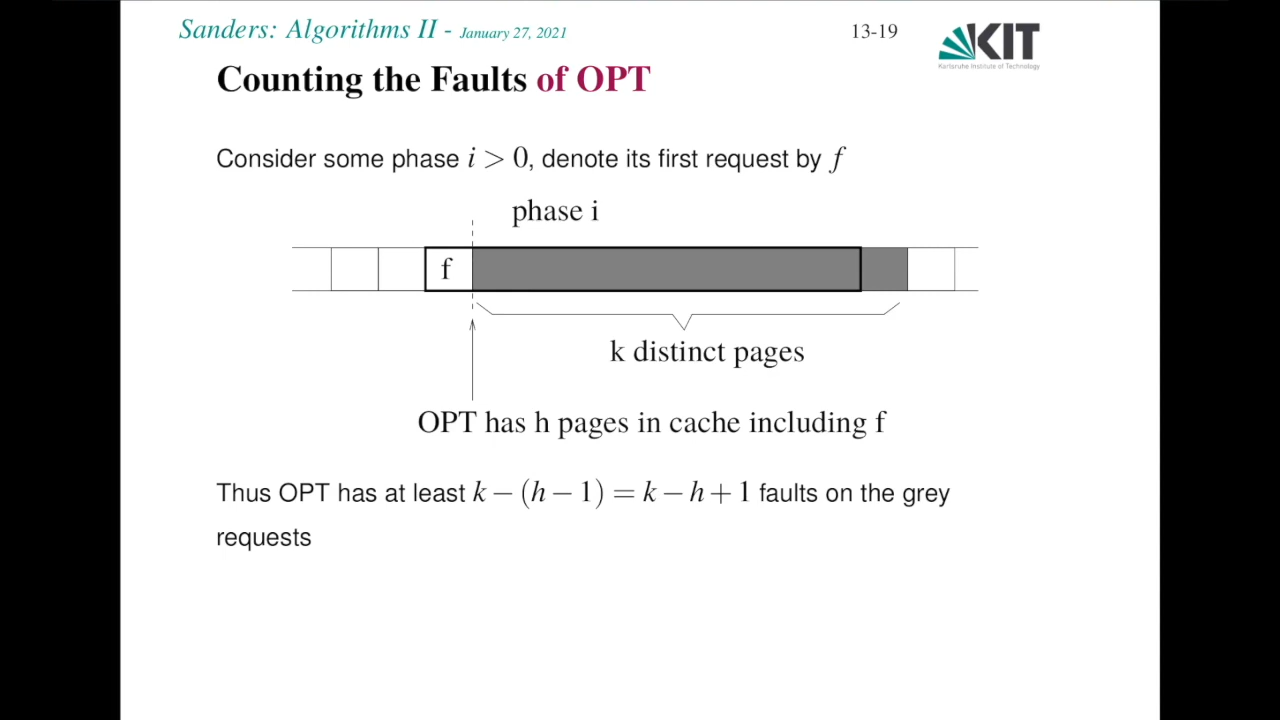 Sanders: Algorithms II - January 27, 2021
13-19
KIT
Karlsruhe Institute of Technology
Counting the Faults of OPT
Consider some phase i > 0, denote its first request by f
phase i
f
k distinct pages
OPT has h pages in cache including f
Thus OPT has at least k − (h − 1) = k − h + 1 faults on the grey
requests